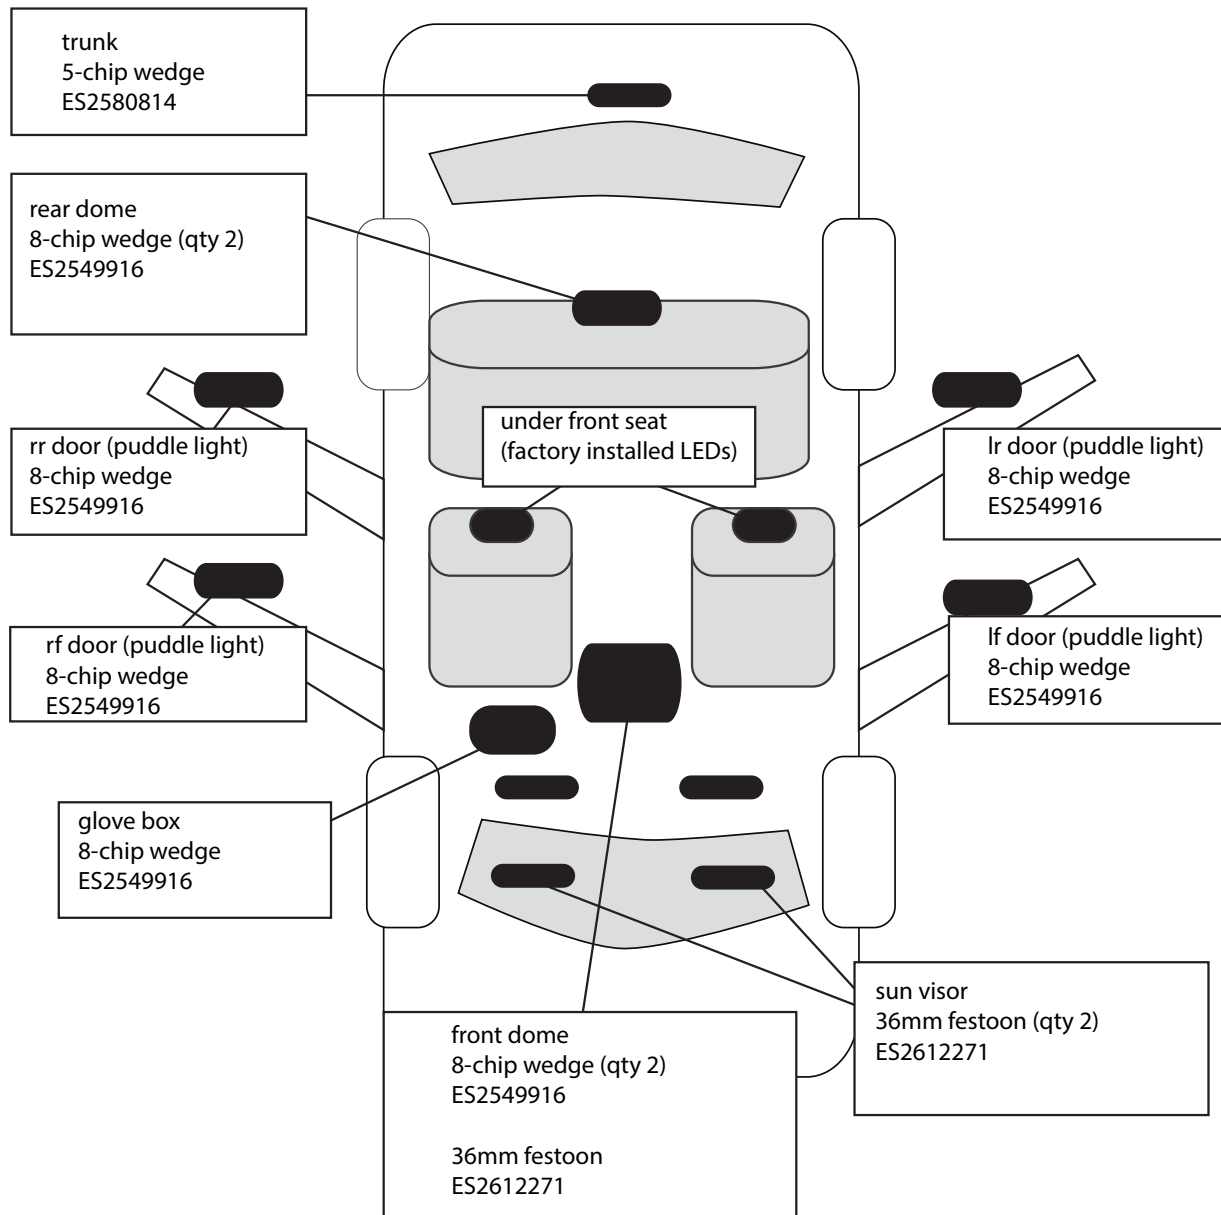 trunk
5-chip wedge
ES2580814
rear dome
8-chip wedge (qty 2)
ES2549916
under front seat
(factory installed LEDs)
rr door (puddle light)
8-chip wedge
ES2549916
lr door (puddle light)
8-chip wedge
ES2549916
rf door (puddle light)
8-chip wedge
ES2549916
lf door (puddle light)
8-chip wedge
ES2549916
glove box
8-chip wedge
ES2549916
sun visor
36mm festoon (qty 2)
ES2612271
front dome
8-chip wedge (qty 2)
ES2549916
36mm festoon
ES2612271